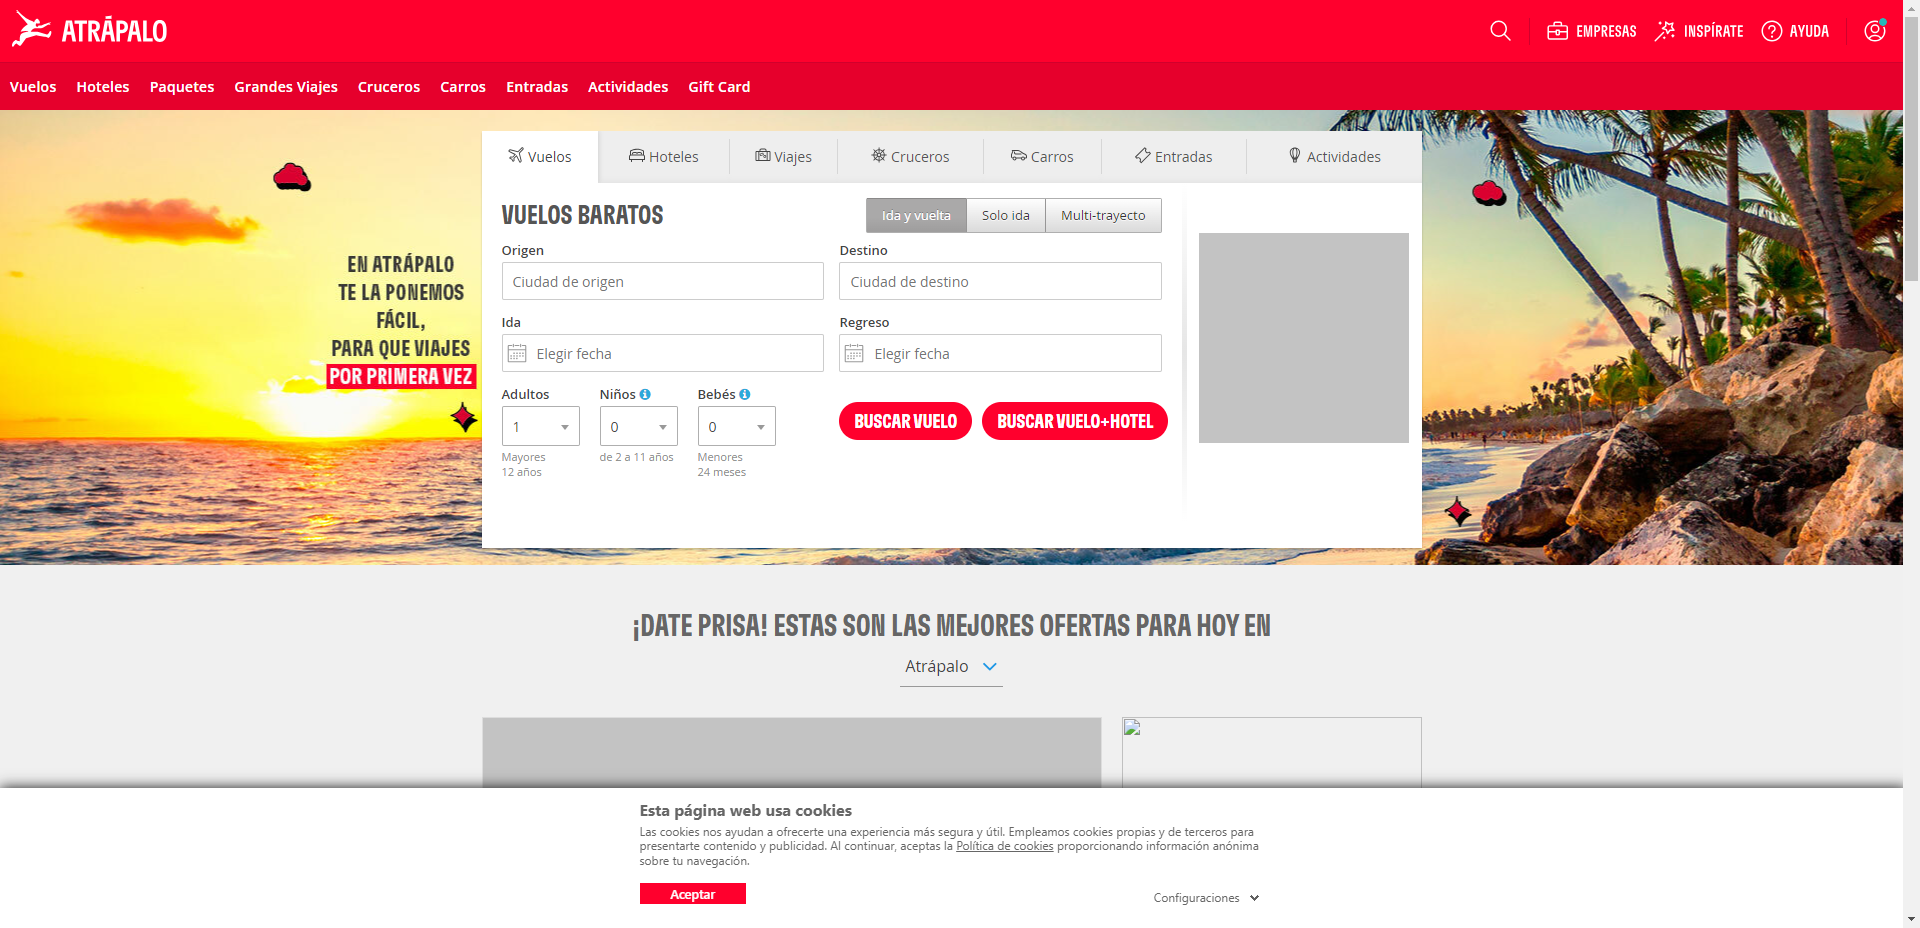 ATRÁPALO
EMPRESAS
INSPÍRATE
AYUDA
Vuelos Hoteles Paquetes Grandes Viajes Cruceros Carros Entradas Actividades Gift Card
Vuelos Hoteles Viajes Cruceros Carros Entradas Actividades
EN ATRÁPALO
TE LA PONEMOS
FÁCIL,
PARA QUE VIAJES
POR PRIMERA VEZ
VUELOS BARATOS
Ida y vuelta Solo ida Multi-trayecto
Origen Destino
Ciudad de origen Ciudad de destino
Ida Regreso
Elegir fecha Elegir fecha
Adultos Niños Bebés
1 0 0
Mayores
12 años
de 2 a 11 años
Menores
24 meses
BUSCAR VUELO BUSCAR VUELO+HOTEL
¡DATE PRISA! ESTAS SON LAS MEJORES OFERTAS PARA HOY EN
Atrápalo
Esta página web usa cookies
Las cookies nos ayudan a ofrecerte una experiencia más segura y útil. Empleamos cookies propias y de terceros para
presentarte contenido y publicidad. Al continuar, aceptas la Política de cookies proporcionando información anónima
sobre tu navegación.
Aceptar
Configuraciones